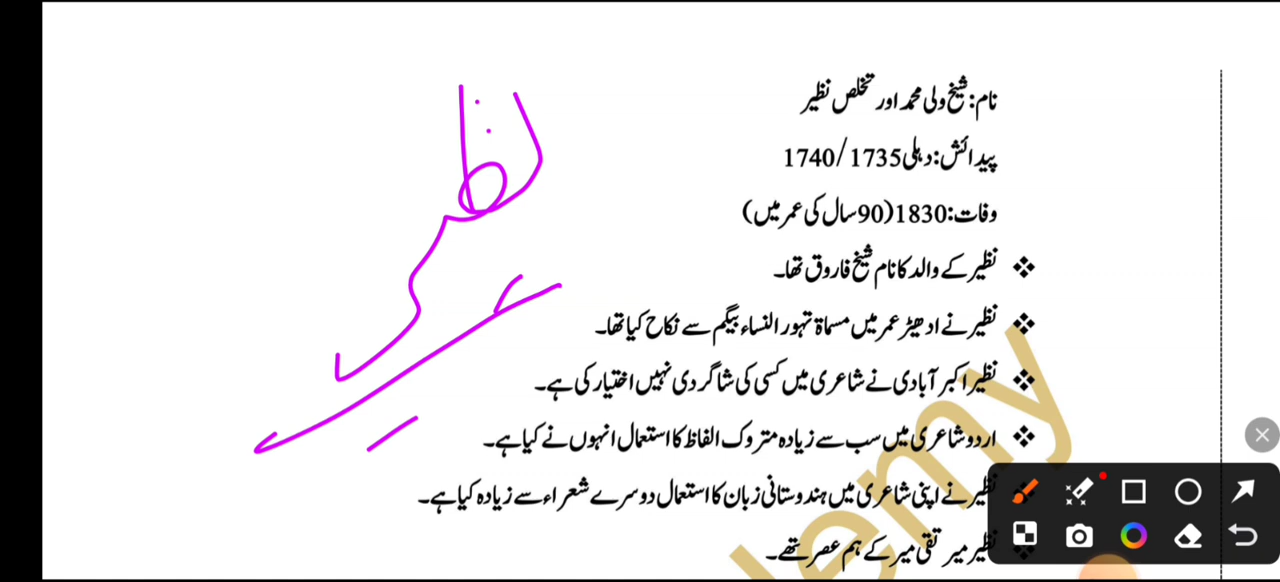 نام: شیخ ولی محمد اور تخلص نظیر
پیدائش: دہلی 1735/1740
وفات: 1830 (90 سال کی عمر میں)
❖ نظیر کے والد کا نام شیخ فاروق تھا۔
❖ نظیر نے ادھیڑ عمر میں مسماۃ تہور النساء بیگم سے نکاح کیا تھا۔
❖ نظیر اکبر آبادی نے شاعری میں کسی کی شاگردی نہیں اختیار کی ہے۔
❖ اردو شاعری میں سب سے زیادہ متروک الفاظ کا استعمال انہوں نے کیا ہے۔
نظیر نے اپنی شاعری میں ہندوستانی زبان کا استعمال دوسرے شعراء سے زیادہ کیا ہے۔
نظیر میر تقی میر کے ہم عصر تھے۔
demy